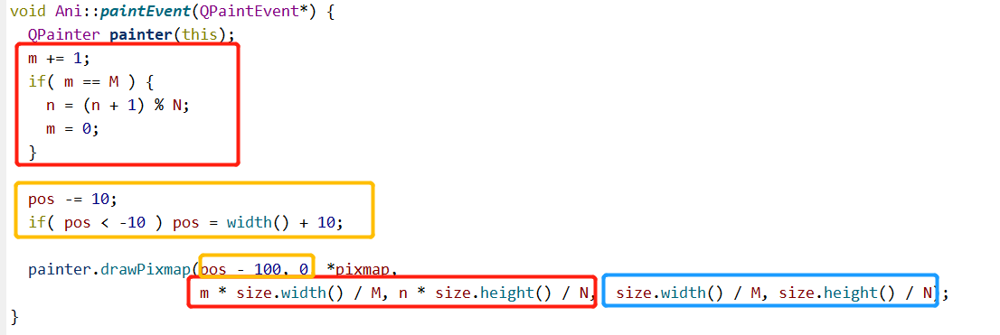 void Ani::paintEvent(QPaintEvent*) {
  QPainter painter(this);
  m += 1;
  if( m == M ) {
    n = (n + 1) % N;
    m = 0;
  }
  pos -= 10;
  if( pos < -10 ) pos = width() + 10;
  painter.drawPixmap(pos - 100, 0, *pixmap,
                     m * size.width() / M, n * size.height() / N,  size.width() / M, size.height() / N);
}